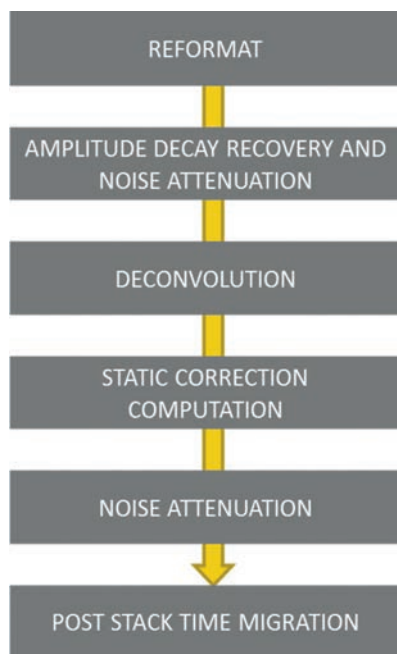 REFORMAT
AMPLITUDE DECAY RECOVERY AND
NOISE ATTENUATION
DECONVOLUTION
STATIC CORRECTION
COMPUTATION
NOISE ATTENUATION
POST STACK TIME MIGRATION